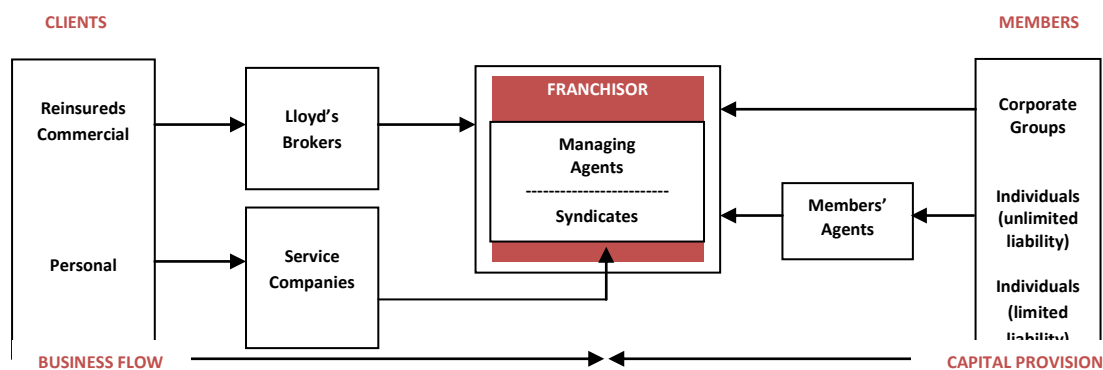 CLIENTS
MEMBERS
Reinsureds
Commercial
Personal
Lloyd’s
Brokers
Service
Companies
FRANCHISOR
Managing
Agents
--------------------------
Syndicates
Members’
Agents
Corporate
Groups
Individuals
(unlimited
liability)
Individuals
(limited
liability)
BUSINESS FLOW
CAPITAL PROVISION